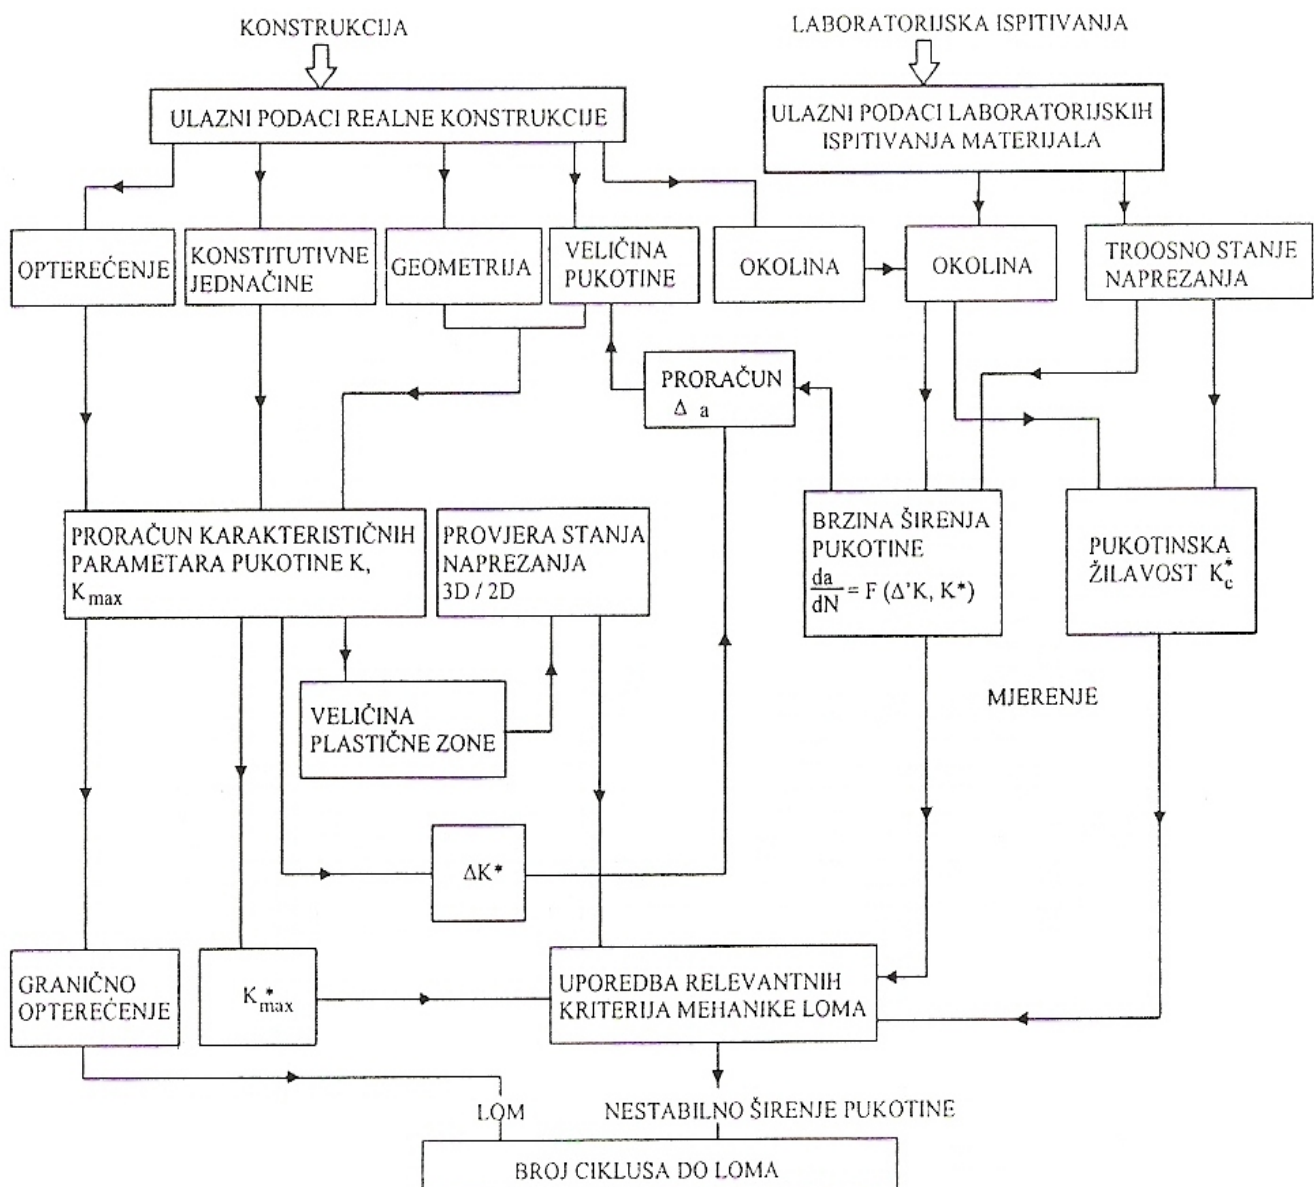 KONSTRUKCIJA
LABORATORIJSKA ISPITIVANJA
ULAZNI PODACI REALNE KONSTRUKCIJE
ULAZNI PODACI LABORATORIJSKIH
ISPITIVANJA MATERIJALA
OPTEREĆENJE
KONSTITUTIVNE
JEDNAČINE
GEOMETRIJA
VELIČINA
PUKOTINE
OKOLINA
OKOLINA
TROOSNO STANJE
NAPREZANJA
PRORAČUN
Δ a
PRORAČUN KARAKTERISTIČNIH
PARAMETARA PUKOTINE K,
K_max
PROVJERA STANJA
NAPREZANJA
3D / 2D
BRZINA ŠIRENJA
PUKOTINE
da/dN = F (Δ'K, K*)
PUKOTINSKA
ŽILAVOST K*_c
VELIČINA
PLASTIČNE ZONE
MJERENJE
ΔK*
GRANIČNO
OPTEREĆENJE
K*_max
UPOREDBA RELEVANTNIH
KRITERIJA MEHANIKE LOMA
LOM
NESTABILNO ŠIRENJE PUKOTINE
BROJ CIKLUSA DO LOMA